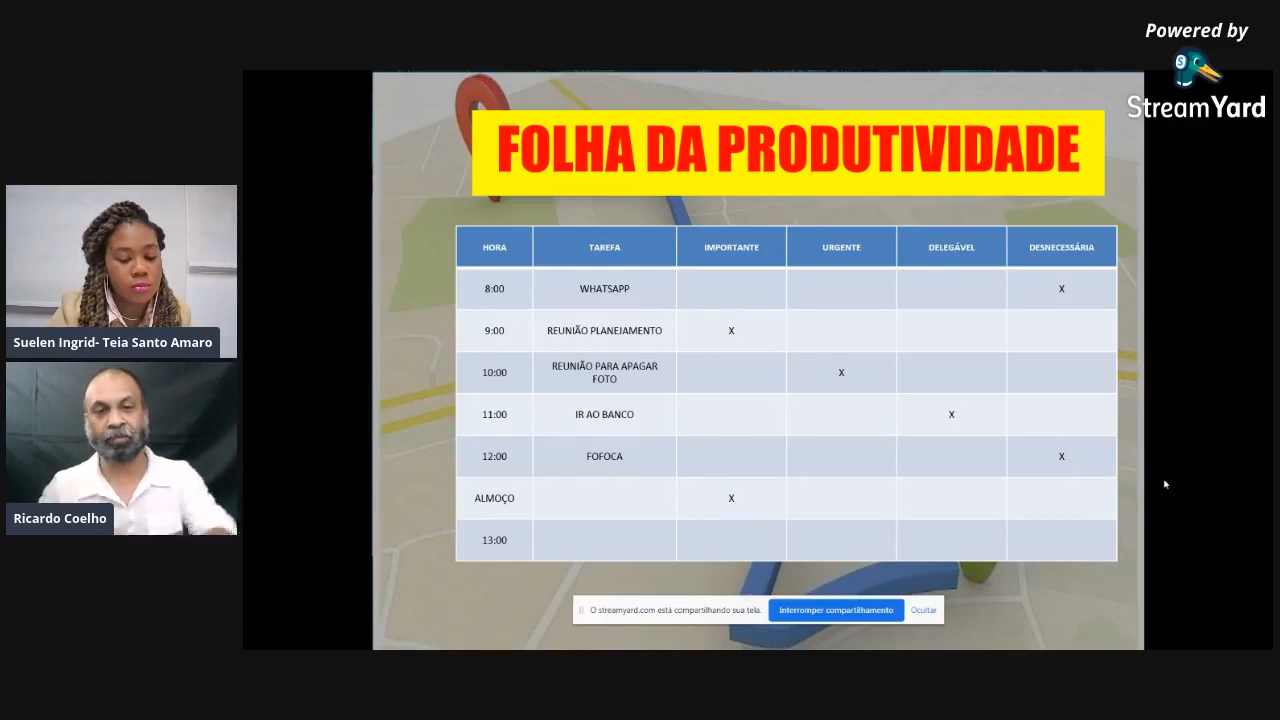 Powered by
StreamYard
FOLHA DA PRODUTIVIDADE
HORA TAREFA IMPORTANTE URGENTE DELEGÁVEL DESNECESSÁRIA
8:00 WHATSAPP X
9:00 REUNIÃO PLANEJAMENTO X
10:00 REUNIÃO PARA APAGAR
FOTO X
11:00 IR AO BANCO X
12:00 FOFOCA X
ALMOÇO X
13:00
O streamyard.com está compartilhando sua tela. Interromper compartilhamento Ocultar
Suelen Ingrid- Teia Santo Amaro
Ricardo Coelho